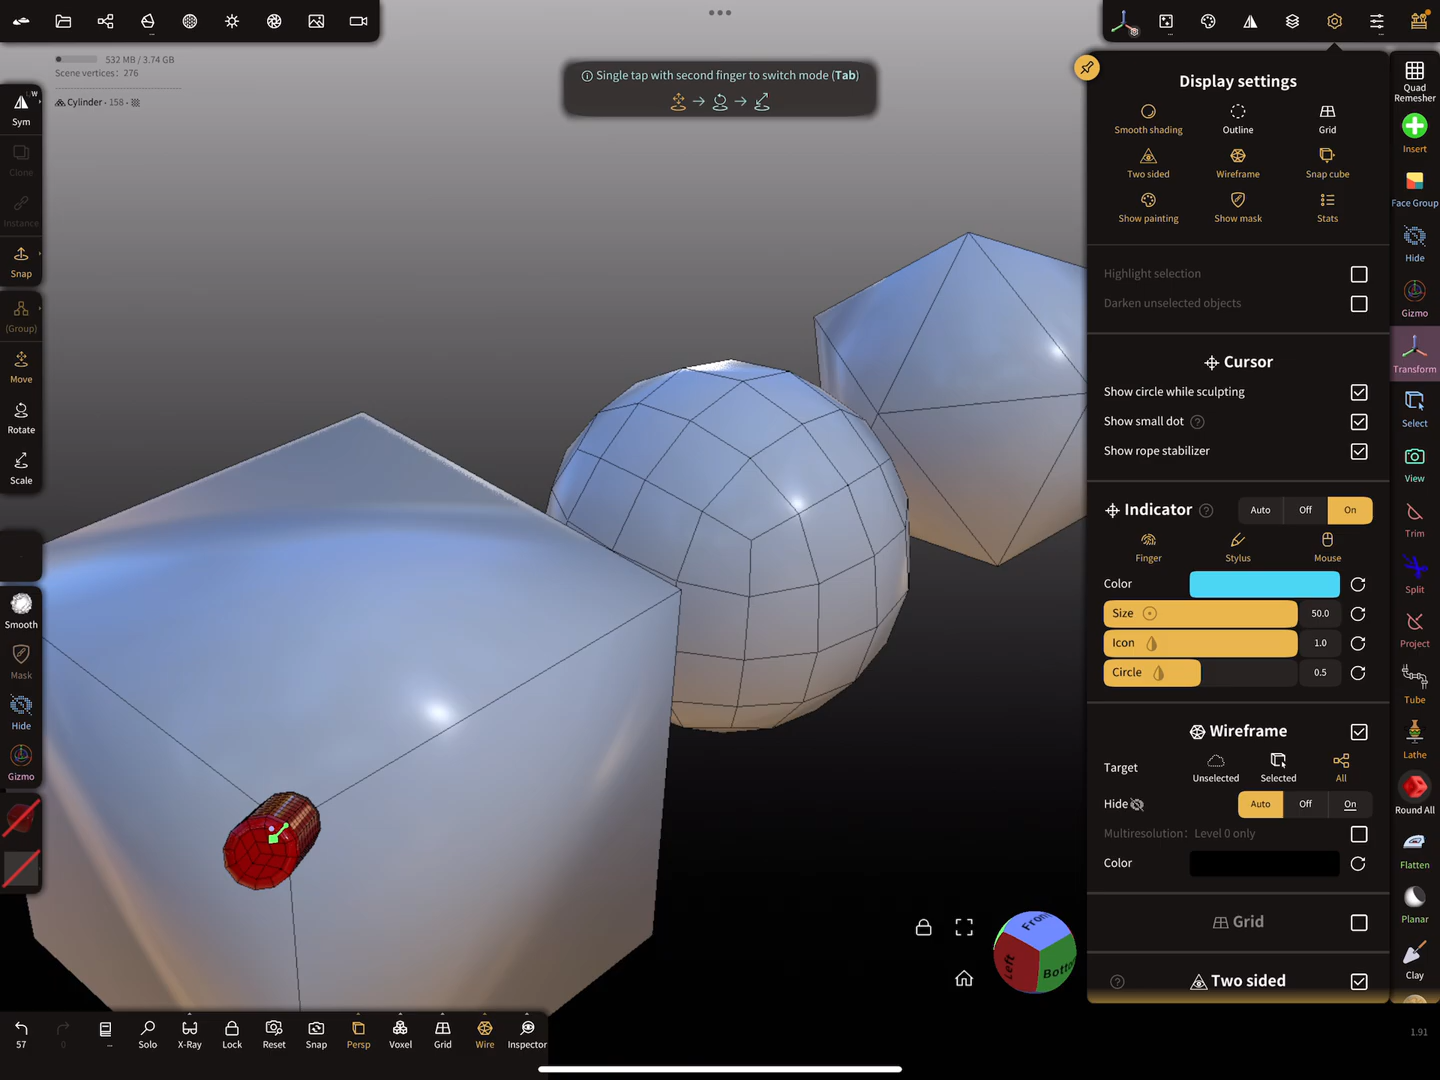 532 MB / 3.74 GB
Scene vertices: 276
Cylinder · 158 ·
Single tap with second finger to switch mode (Tab)
Sym
Clone
Instance
Snap
(Group)
Move
Rotate
Scale
Smooth
Mask
Hide
Gizmo
Display settings
Smooth shading
Outline
Grid
Two sided
Wireframe
Snap cube
Show painting
Show mask
Stats
Highlight selection
Darken unselected objects
Cursor
Show circle while sculpting
Show small dot ?
Show rope stabilizer
Indicator ? Auto Off On
Finger
Stylus
Mouse
Color
Size 50.0
Icon 1.0
Circle 0.5
Wireframe
Target Unselected Selected All
Hide Auto Off On
Multiresolution: Level 0 only
Color
Grid
? Two sided
Quad
Remesher
Insert
Face Group
Hide
Gizmo
Transform
Select
View
Trim
Split
Project
Tube
Lathe
Round All
Flatten
Planar
Clay
Front
Left
57
0
...
Solo
X-Ray
Lock
Reset
Snap
Persp
Voxel
Grid
Wire
Inspector
1.91